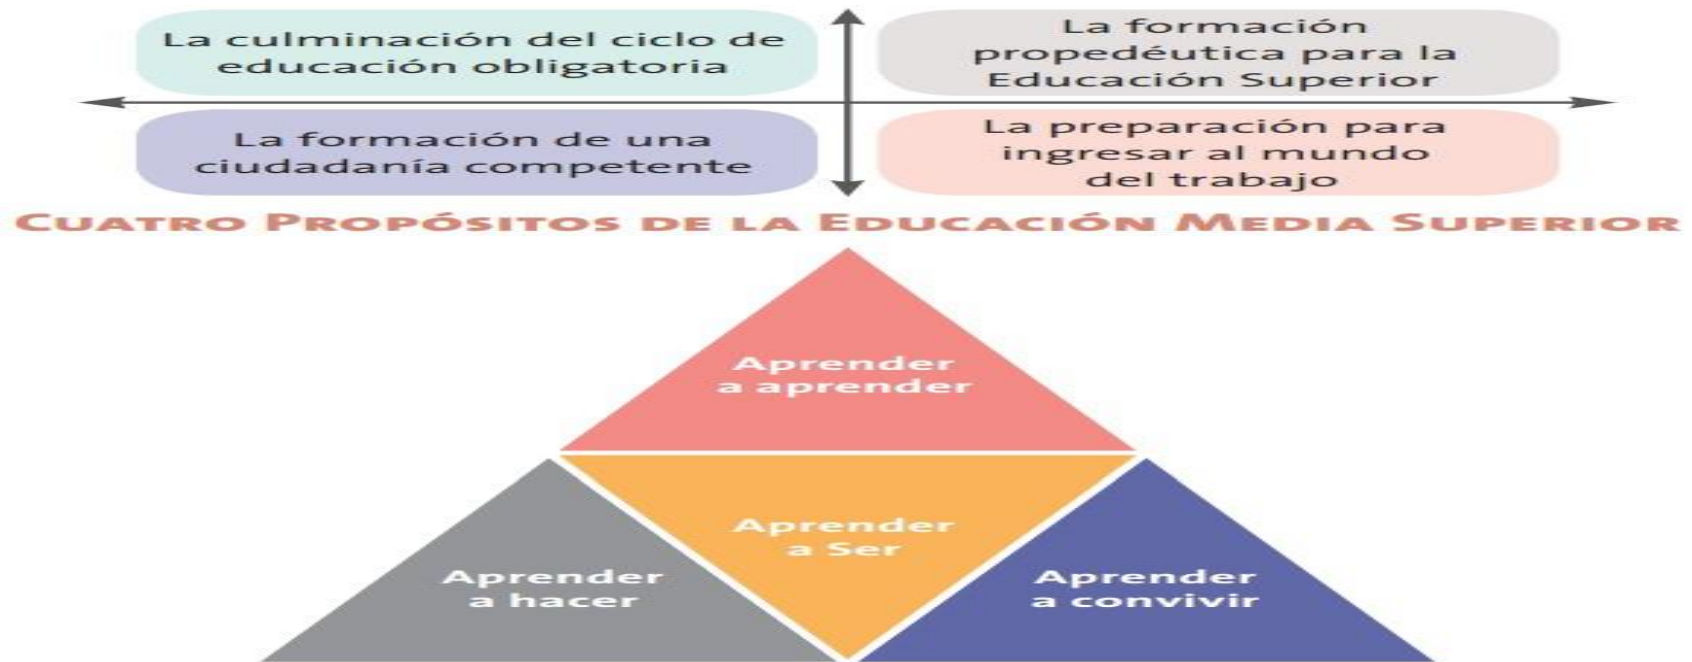 La culminación del ciclo de
educación obligatoria
La formación
propedéutica para la
Educación Superior
La formación de una
ciudadanía competente
La preparación para
ingresar al mundo
del trabajo
CUATRO PROPÓSITOS DE LA EDUCACIÓN MEDIA SUPERIOR
Aprender
a aprender
Aprender
a Ser
Aprender
a hacer
Aprender
a convivir